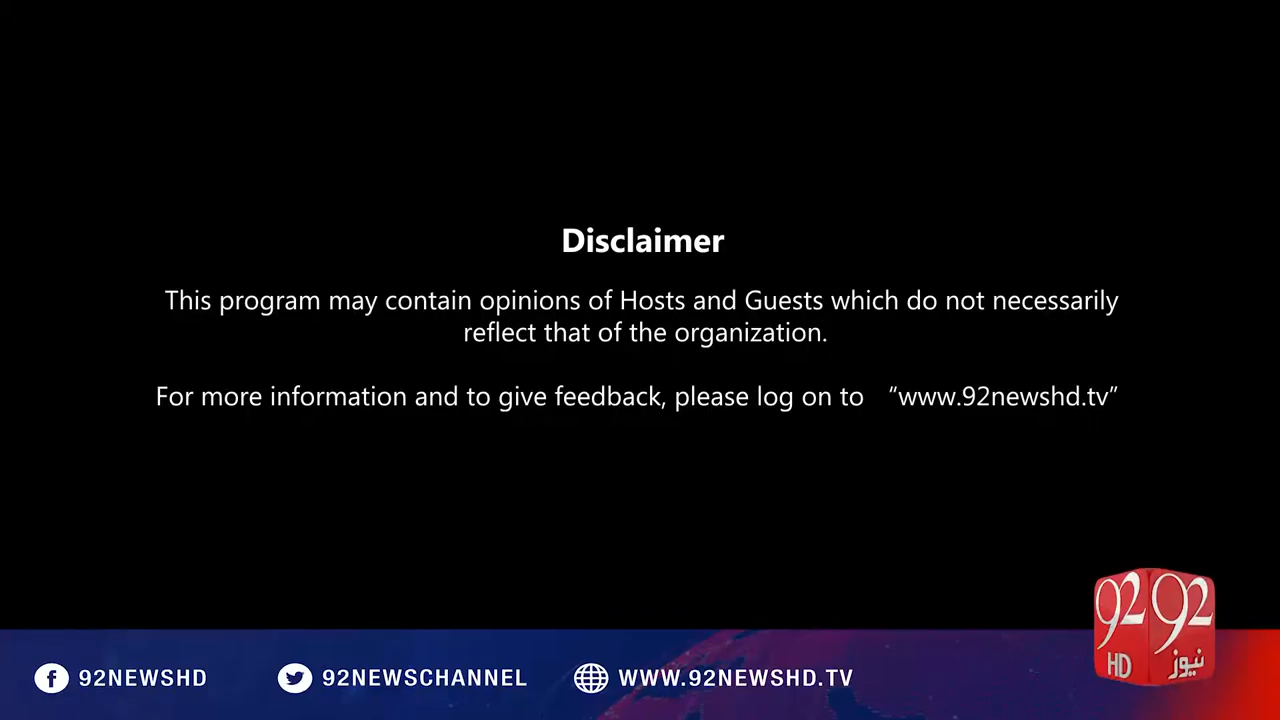 Disclaimer
This program may contain opinions of Hosts and Guests which do not necessarily
reflect that of the organization.
For more information and to give feedback, please log on to “www.92newshd.tv”
92 92
HD نیوز
92NEWSHD 92NEWSCHANNEL WWW.92NEWSHD.TV